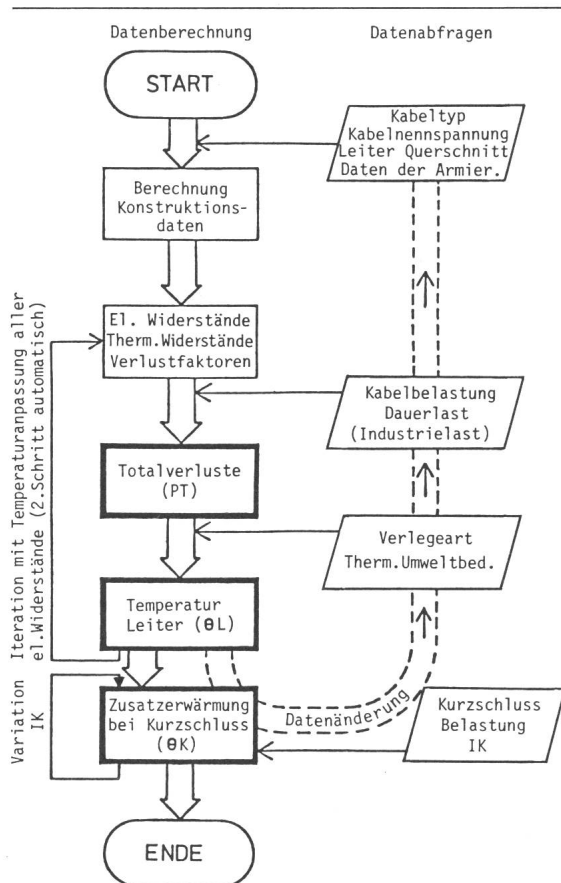 Datenberechnung
Datenabfragen
START
Kabeltyp
Kabelnennspannung
Leiter Querschnitt
Daten der Armier.
Berechnung
Konstruktions-
daten
El. Widerstände
Therm.Widerstände
Verlustfaktoren
Kabelbelastung
Dauerlast
(Industrielast)
Totalverluste
(PT)
Verlegeart
Therm.Umweltbed.
Temperatur
Leiter (θL)
Iteration mit Temperaturanpassung aller
el.Widerstände (2.Schritt automatisch)
Datenänderung
Zusatzerwärmung
bei Kurzschluss
(θK)
Kurzschluss
Belastung
IK
Variation
IK
ENDE